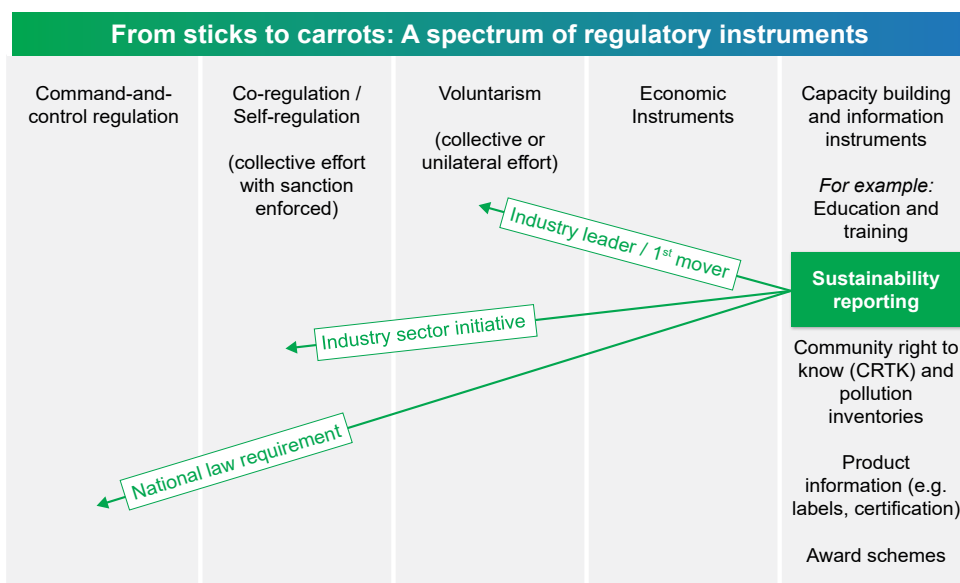 From sticks to carrots: A spectrum of regulatory instruments
Command-and-
control regulation
Co-regulation /
Self-regulation
(collective effort
with sanction
enforced)
Voluntarism
(collective or
unilateral effort)
Economic
Instruments
Capacity building
and information
instruments
For example:
Education and
training
Sustainability
reporting
Community right to
know (CRTK) and
pollution
inventories
Product
information (e.g.
labels, certification)
Award schemes
Industry leader / 1st mover
Industry sector initiative
National law requirement